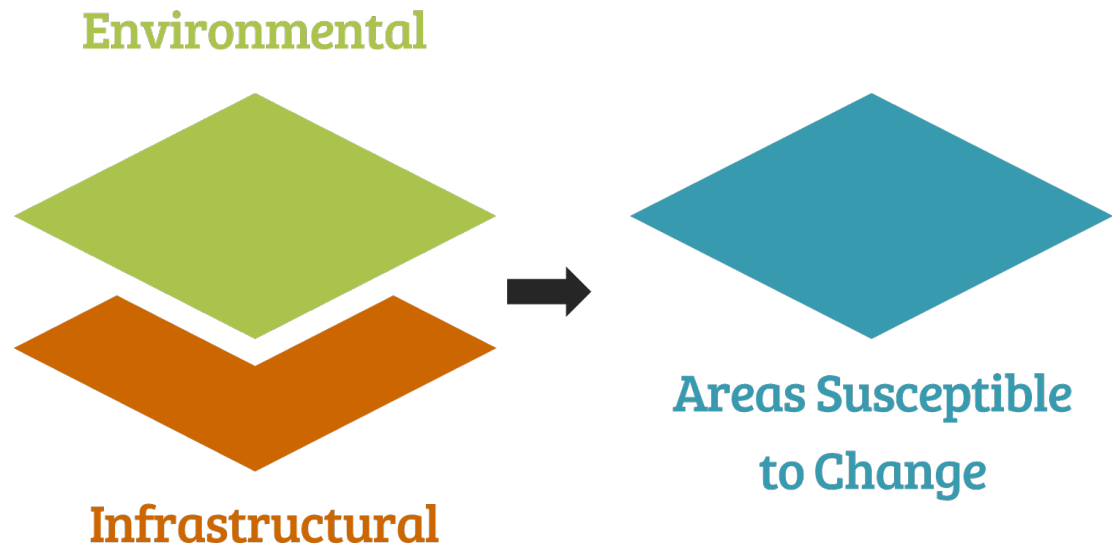 Environmental
Infrastructural
Areas Susceptible
to Change